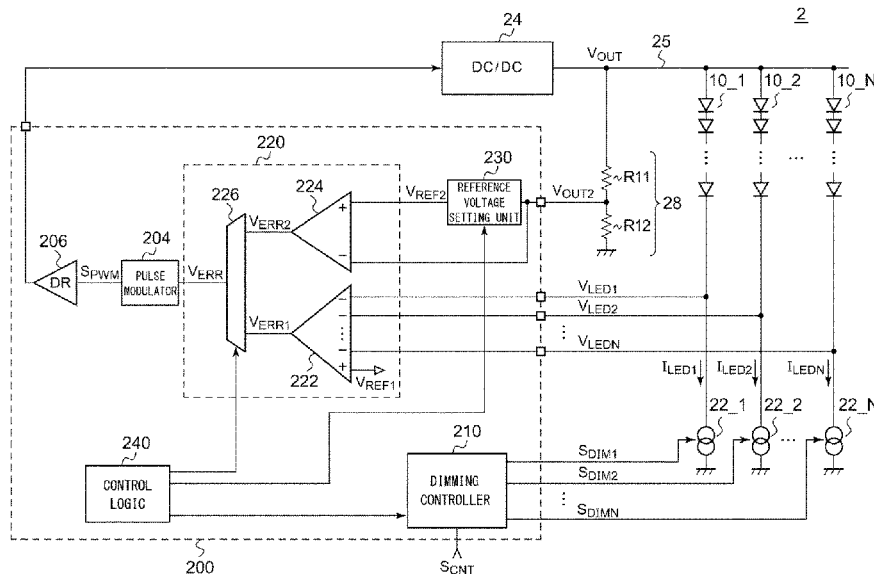 2
24
DC/DC
VOUT
25
10_1
10_2
10_N
220
230
226
VERR2
224
VREF2
REFERENCE
VOLTAGE
SETTING UNIT
VOUT2
R11
R12
28
206
SPWM
204
VERR
DR
PULSE
MODULATOR
VERR1
222
VREF1
VLED1
VLED2
VLEDN
ILED1
ILED2
ILEDN
240
CONTROL
LOGIC
210
DIMMING
CONTROLLER
SDIM1
SDIM2
SDIMN
22_1
22_2
22_N
200
SCNT